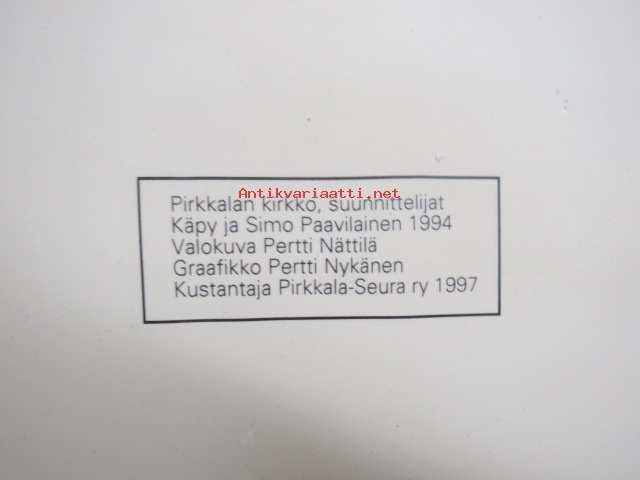 Antikvariaatti.net
Pirkkalan kirkko, suunnittelijat
Käpy ja Simo Paavilainen 1994
Valokuva Pertti Nättilä
Graafikko Pertti Nykänen
Kustantaja Pirkkala-Seura ry 1997